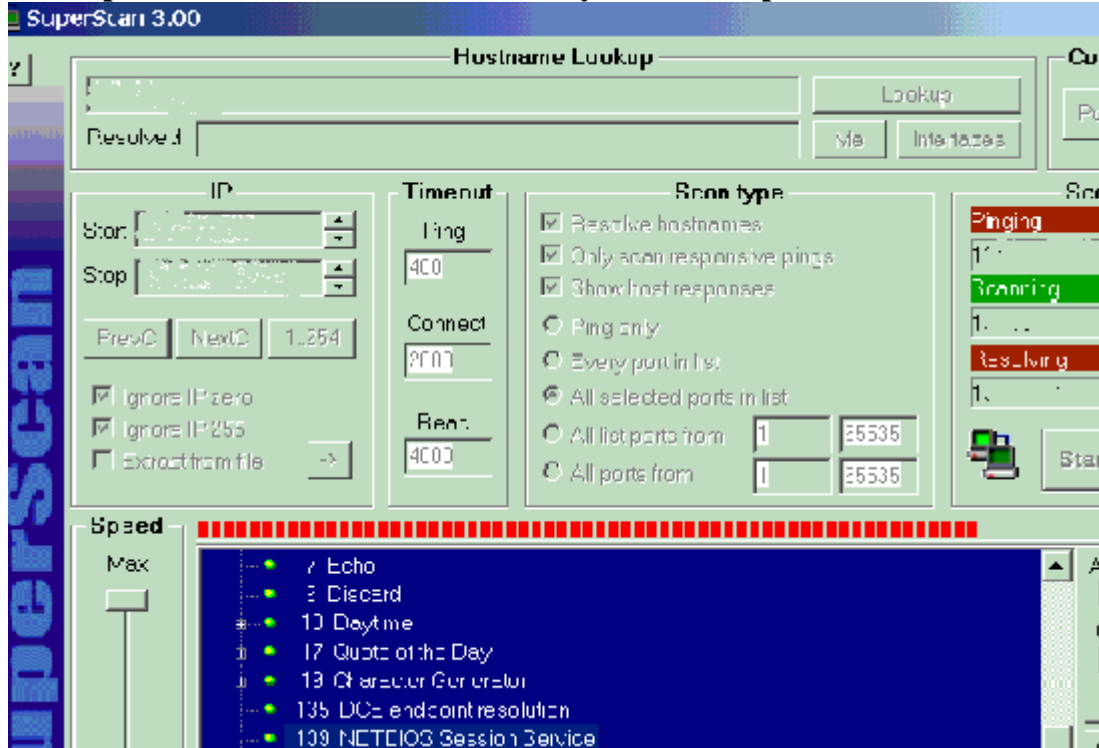 SuperScan 3.00
?
Hostname Lookup
Lookup
Resolved
Me
Interfaces
IP
Start
Stop
PrevC
NextC
1..254
Ignore IP zero
Ignore IP 255
Extract from file
->
Timeout
Ping
400
Connect
2000
Read
4000
Scan type
Resolve hostnames
Only scan responsive pings
Show host responses
Ping only
Every port in list
All selected ports in list
All list ports from 1 65535
All ports from 1 65535
Pinging
Scanning
Resolving
Speed
Max
7 Echo
9 Discard
13 Daytime
17 Quote of the Day
19 Character Generator
135 DCE endpoint resolution
139 NETBIOS Session Service
uperscan